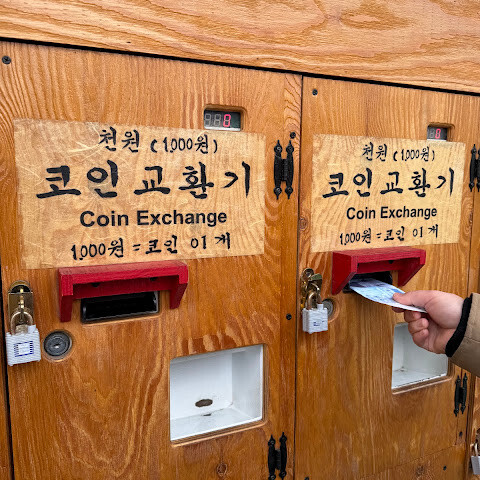 8
천원 (1,000원)
코인 교환기
Coin Exchange
1,000원 = 코인 01개
8
천원 (1,000원)
코인 교환기
Coin Exchange
1,000원 = 코인 01개